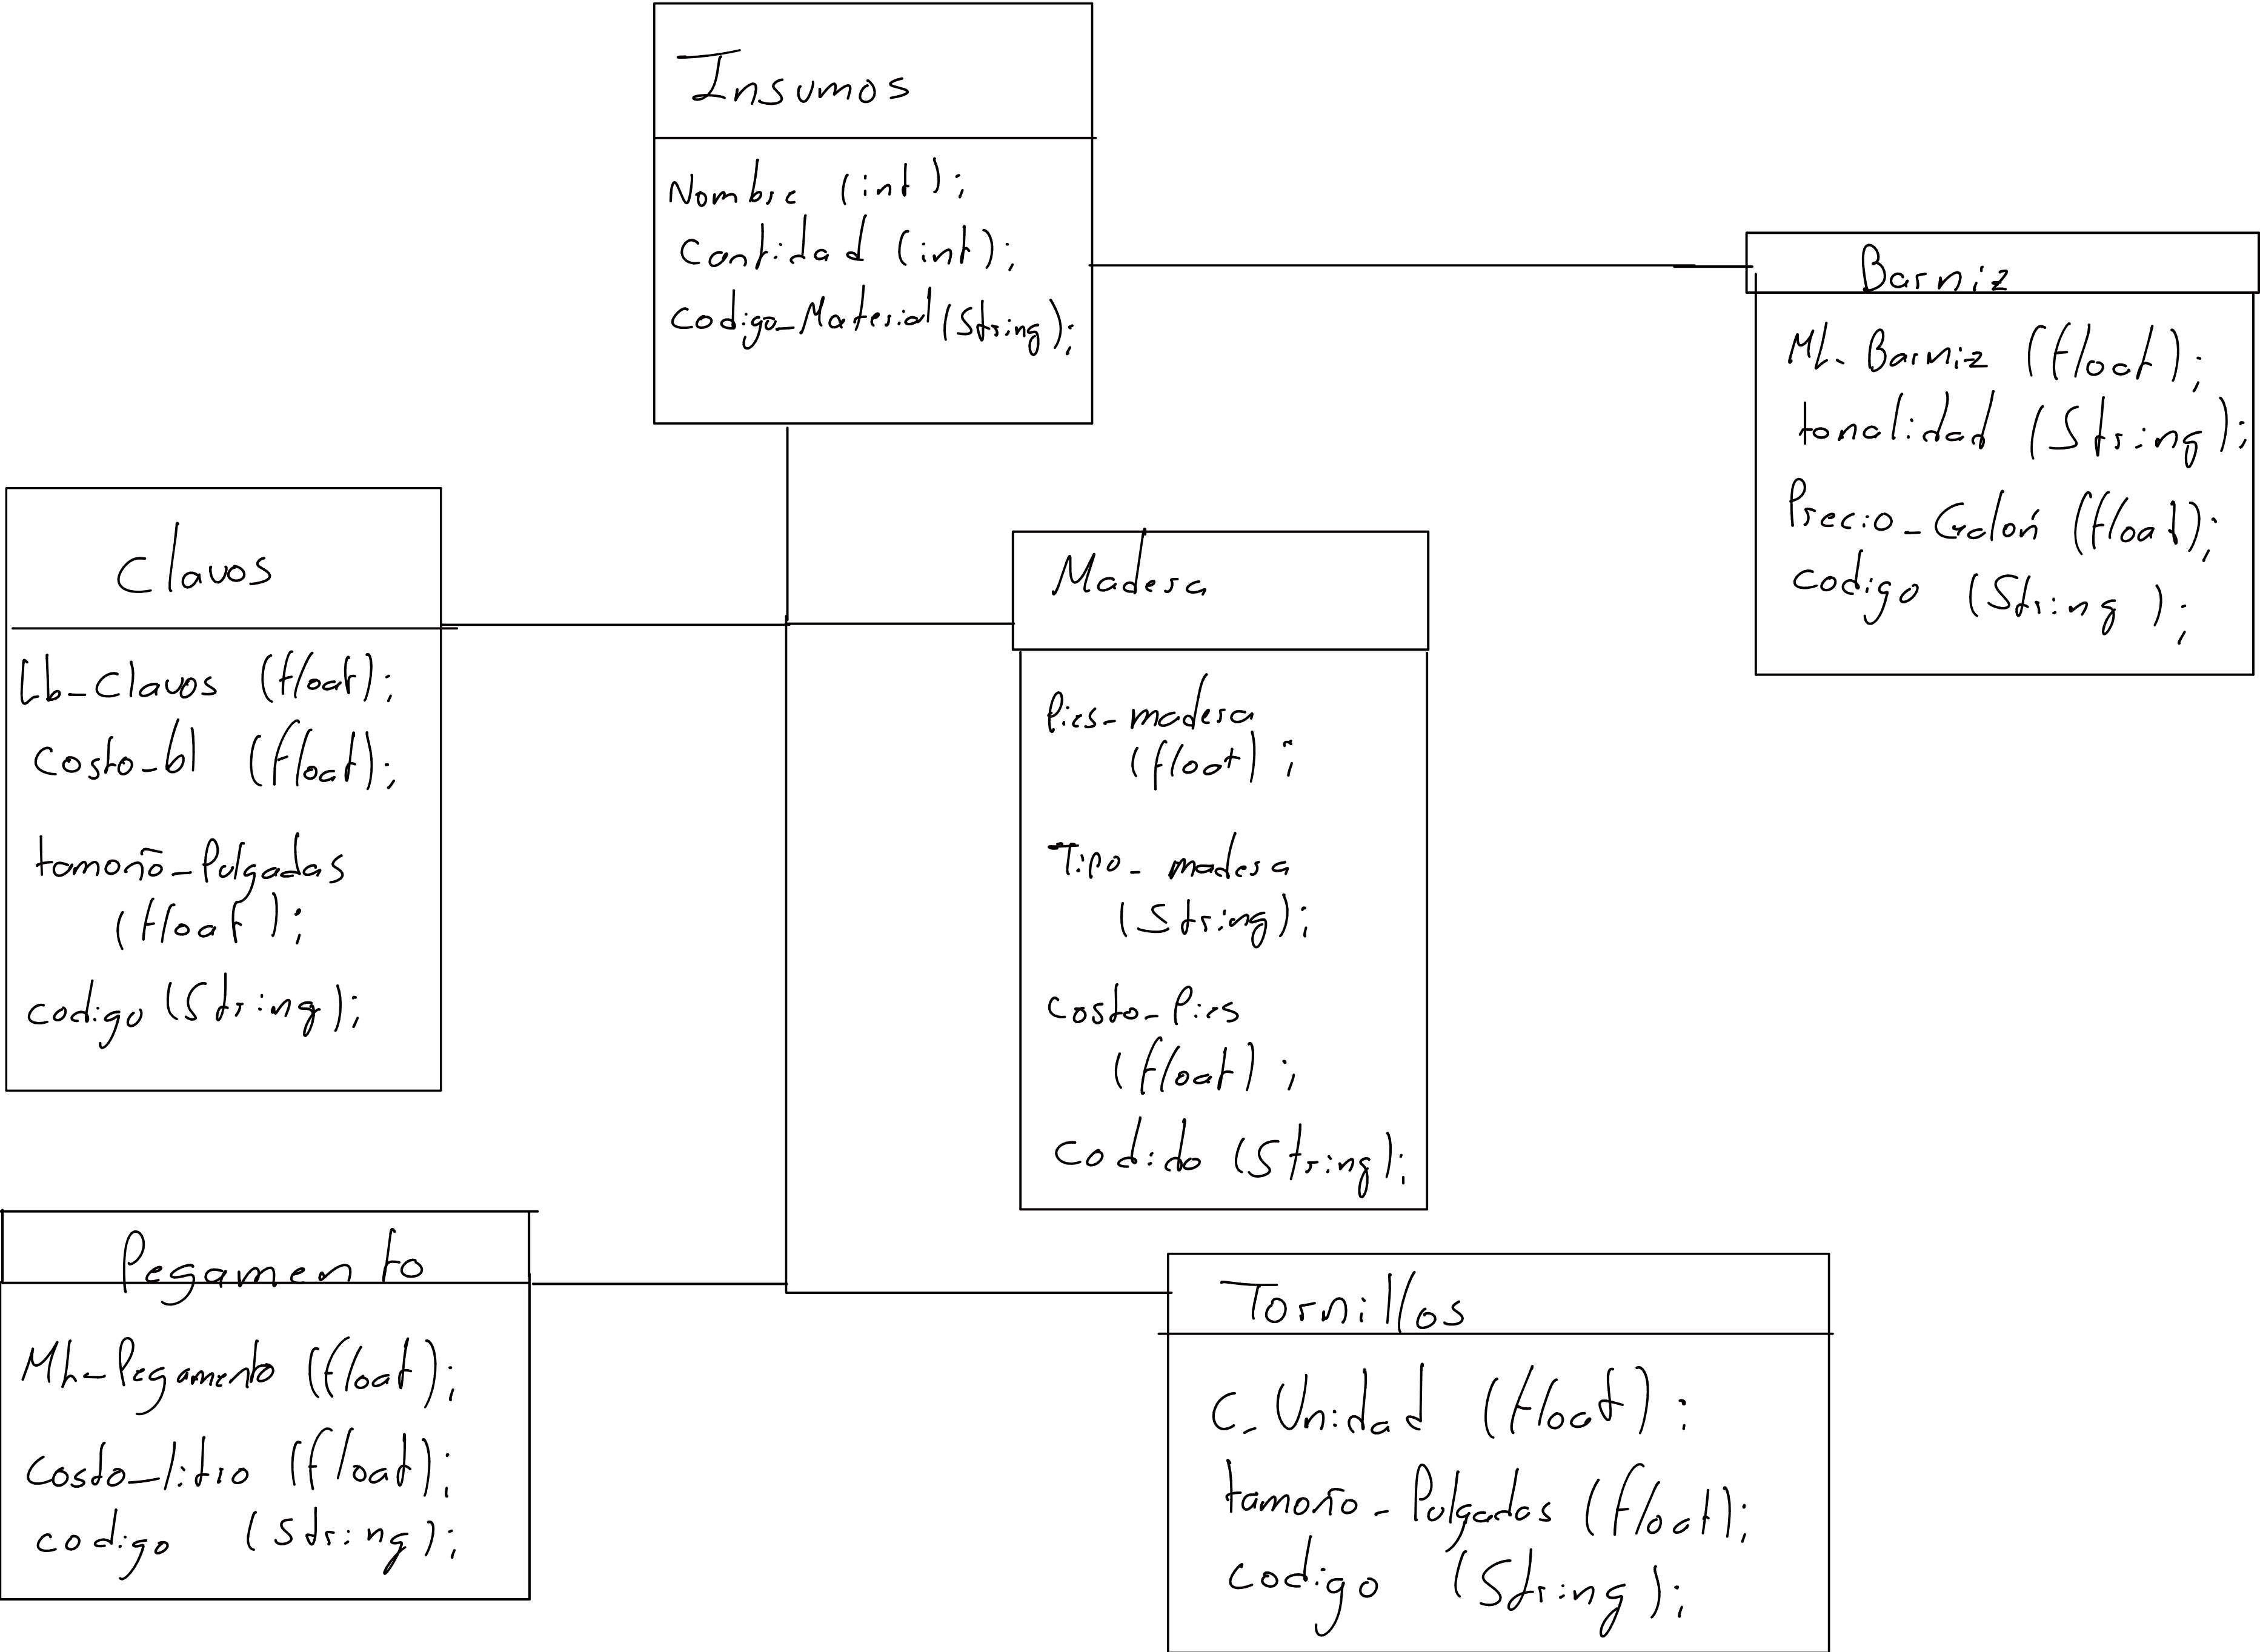 Insumos
Nombre (int);
Cantidad (int);
Codigo_Material (String);
Barniz
ML_Barniz (float);
tonalidad (String);
Precio_Galon (float);
codigo (String);
Clavos
Lb_Clavos (float);
costo_bl (float);
tamaño_Pulgadas
(float);
codigo (String);
Madera
Pies_madera
(float);
Tipo_madera
(String);
costo_Pies
(float);
codido (String);
Pegamento
ML_Pegamento (float);
Costo_litro (float);
codigo (String);
Tornillos
C_Unidad (float);
tamaño_Pulgadas (float);
codigo (String);